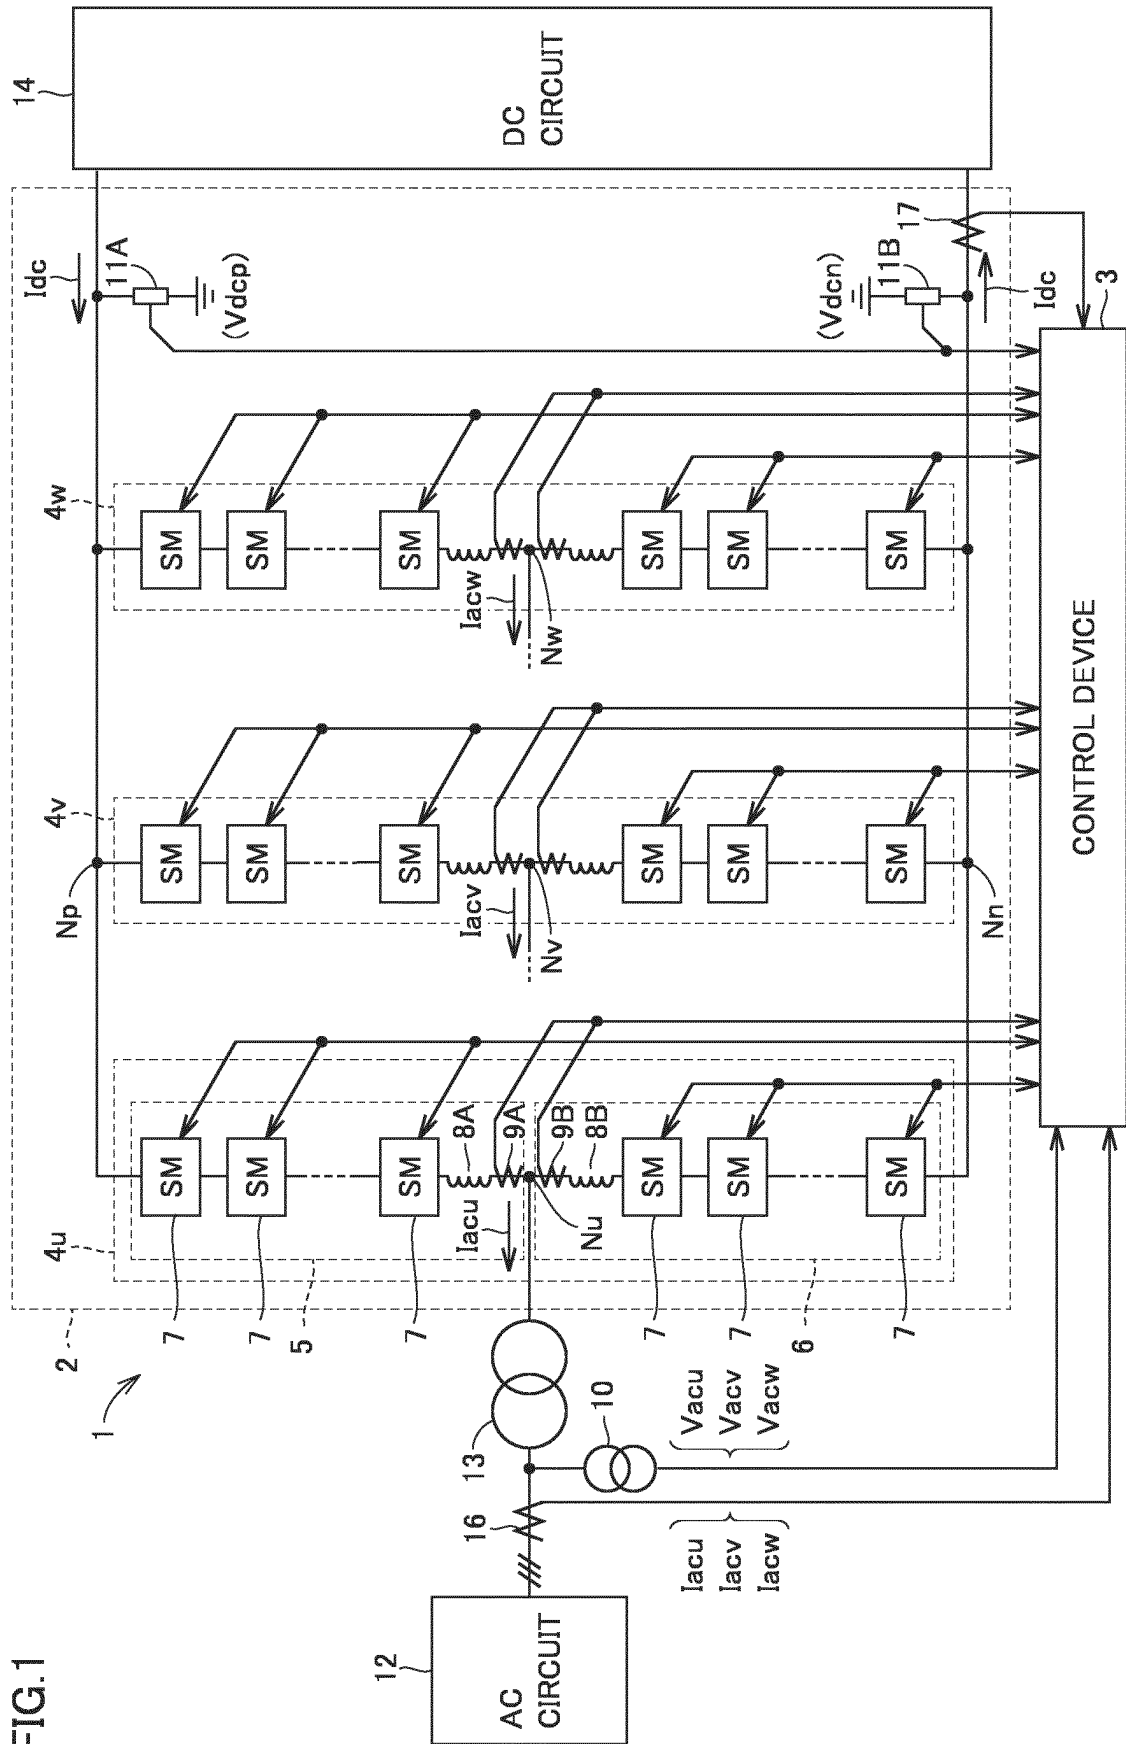 FIG.1
14
DC
CIRCUIT
Idc
11A
(Vdcp)
(Vdcn)
11B
17
Idc
3
4w
SM
SM
SM
Iacw
Nw
SM
SM
SM
4v
Np
SM
SM
SM
Iacv
Nv
SM
SM
SM
Nn
CONTROL DEVICE
4u
SM
SM
SM
8A
9A
9B
8B
Iacu
Nu
SM
SM
SM
7
7
7
7
7
7
5
6
2
1
13
10
Vacu
Vacv
Vacw
16
Iacu
Iacv
Iacw
12
AC
CIRCUIT